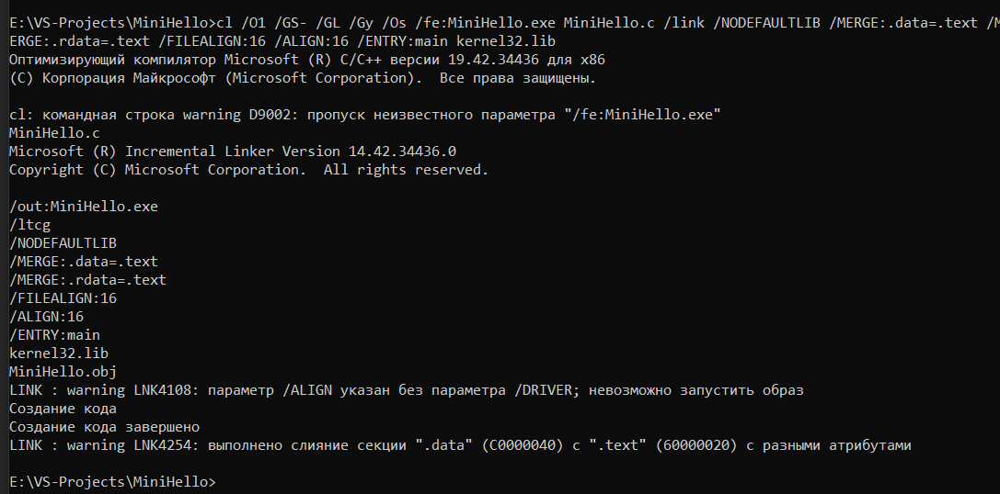 E:\VS-Projects\MiniHello>cl /O1 /GS- /GL /Gy /Os /fe:MiniHello.exe MiniHello.c /link /NODEFAULTLIB /MERGE:.data=.text /M
ERGE:.rdata=.text /FILEALIGN:16 /ALIGN:16 /ENTRY:main kernel32.lib
Оптимизирующий компилятор Microsoft (R) C/C++ версии 19.42.34436 для x86
(C) Корпорация Майкрософт (Microsoft Corporation).  Все права защищены.

cl: командная строка warning D9002: пропуск неизвестного параметра "/fe:MiniHello.exe"
MiniHello.c
Microsoft (R) Incremental Linker Version 14.42.34436.0
Copyright (C) Microsoft Corporation.  All rights reserved.

/out:MiniHello.exe
/ltcg
/NODEFAULTLIB
/MERGE:.data=.text
/MERGE:.rdata=.text
/FILEALIGN:16
/ALIGN:16
/ENTRY:main
kernel32.lib
MiniHello.obj
LINK : warning LNK4108: параметр /ALIGN указан без параметра /DRIVER; невозможно запустить образ
Создание кода
Создание кода завершено
LINK : warning LNK4254: выполнено слияние секции ".data" (C0000040) с ".text" (60000020) с разными атрибутами

E:\VS-Projects\MiniHello>